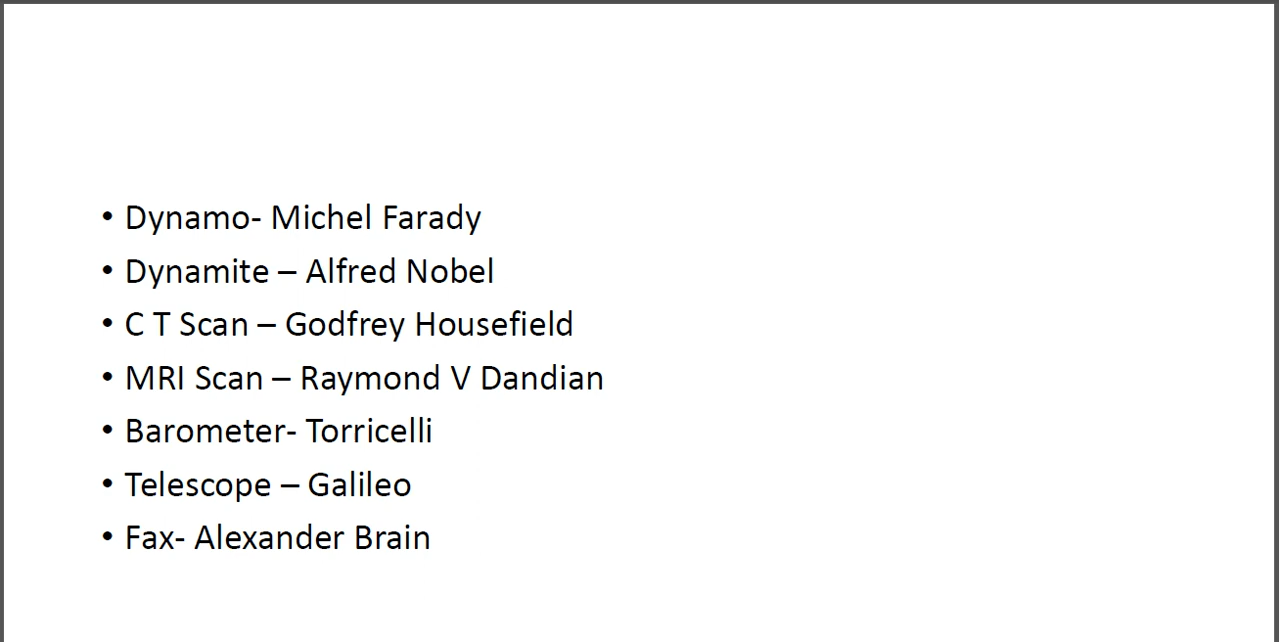 • Dynamo- Michel Farady
• Dynamite – Alfred Nobel
• C T Scan – Godfrey Housefield
• MRI Scan – Raymond V Dandian
• Barometer- Torricelli
• Telescope – Galileo
• Fax- Alexander Brain